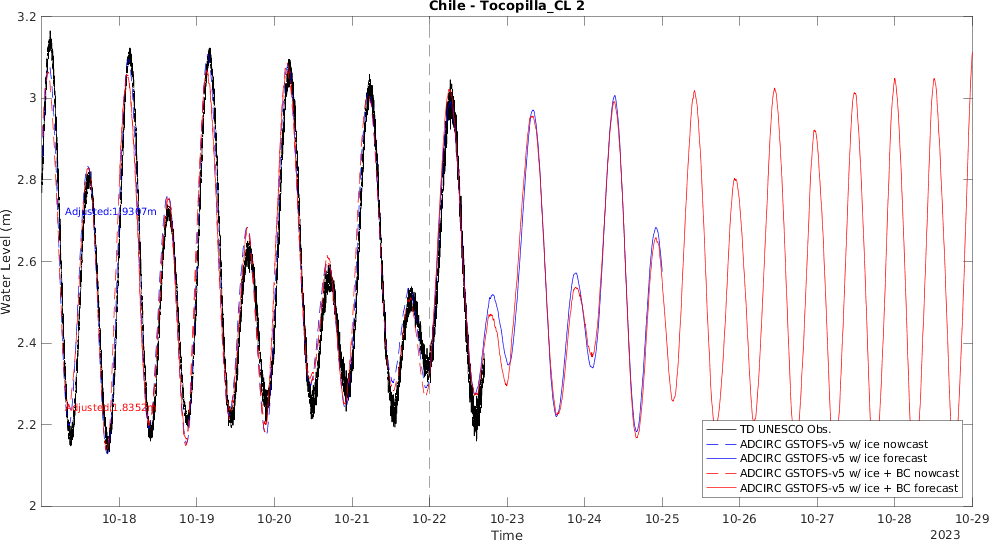 Chile - Tocopilla_CL 2
3.2
3
2.8
2.6
2.4
2.2
2
Water Level (m)
Adjusted:1.9307m
Adjusted:1.8352m
TD UNESCO Obs.
ADCIRC GSTOFS-v5 w/ ice nowcast
ADCIRC GSTOFS-v5 w/ ice forecast
ADCIRC GSTOFS-v5 w/ ice + BC nowcast
ADCIRC GSTOFS-v5 w/ ice + BC forecast
10-18 10-19 10-20 10-21 10-22 10-23 10-24 10-25 10-26 10-27 10-28 10-29
Time
2023